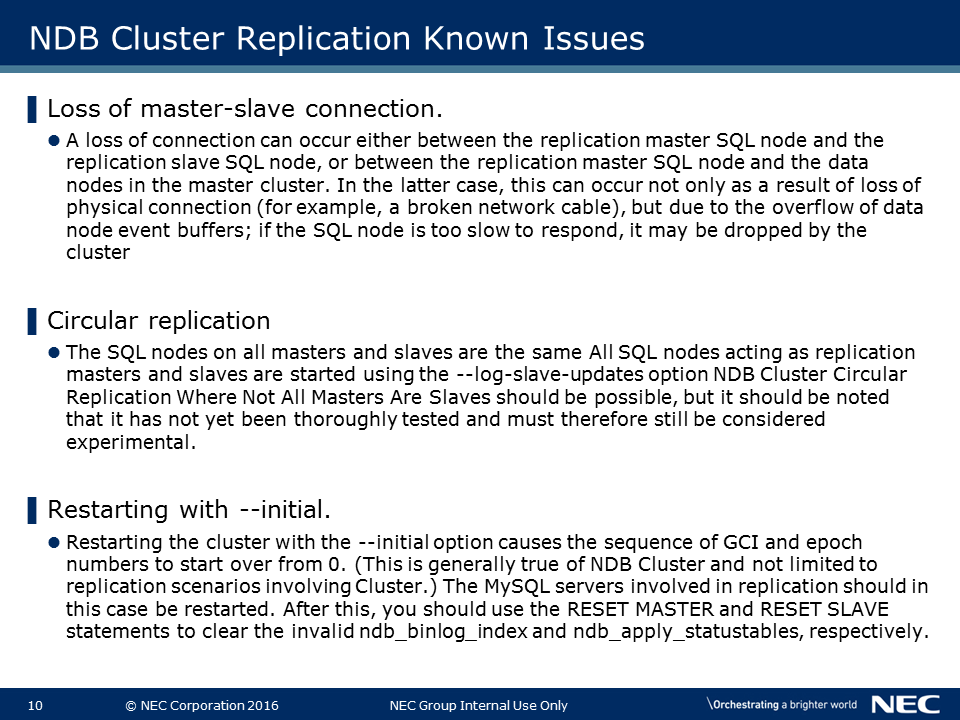 NDB Cluster Replication Known Issues
Loss of master-slave connection.
A loss of connection can occur either between the replication master SQL node and the
replication slave SQL node, or between the replication master SQL node and the data
nodes in the master cluster. In the latter case, this can occur not only as a result of loss of
physical connection (for example, a broken network cable), but due to the overflow of data
node event buffers; if the SQL node is too slow to respond, it may be dropped by the
cluster
Circular replication
The SQL nodes on all masters and slaves are the same All SQL nodes acting as replication
masters and slaves are started using the --log-slave-updates option NDB Cluster Circular
Replication Where Not All Masters Are Slaves should be possible, but it should be noted
that it has not yet been thoroughly tested and must therefore still be considered
experimental.
Restarting with --initial.
Restarting the cluster with the --initial option causes the sequence of GCI and epoch
numbers to start over from 0. (This is generally true of NDB Cluster and not limited to
replication scenarios involving Cluster.) The MySQL servers involved in replication should in
this case be restarted. After this, you should use the RESET MASTER and RESET SLAVE
statements to clear the invalid ndb_binlog_index and ndb_apply_statustables, respectively.
10 © NEC Corporation 2016 NEC Group Internal Use Only \Orchestrating a brighter world NEC